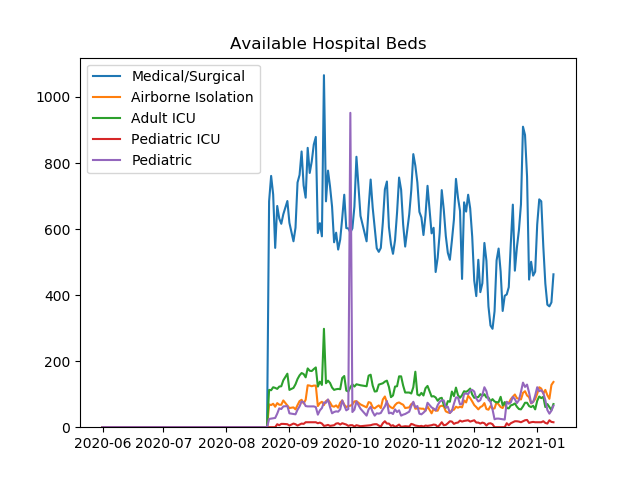 Available Hospital Beds
Medical/Surgical
Airborne Isolation
Adult ICU
Pediatric ICU
Pediatric
1000
800
600
400
200
0
2020-06 2020-07 2020-08 2020-09 2020-10 2020-11 2020-12 2021-01